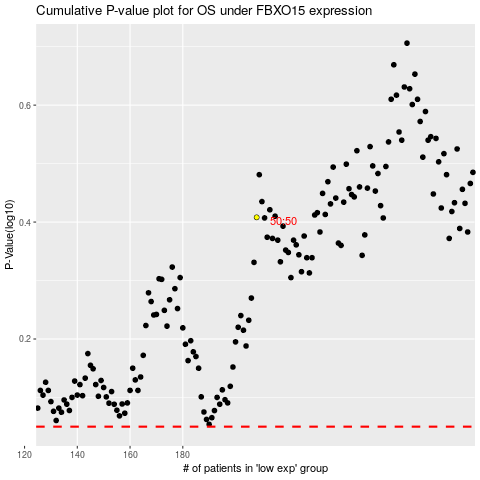 Cumulative P-value plot for OS under FBXO15 expression
P-Value(log10)
0.6
0.4
0.2
50:50
120 140 160 180
# of patients in 'low exp' group